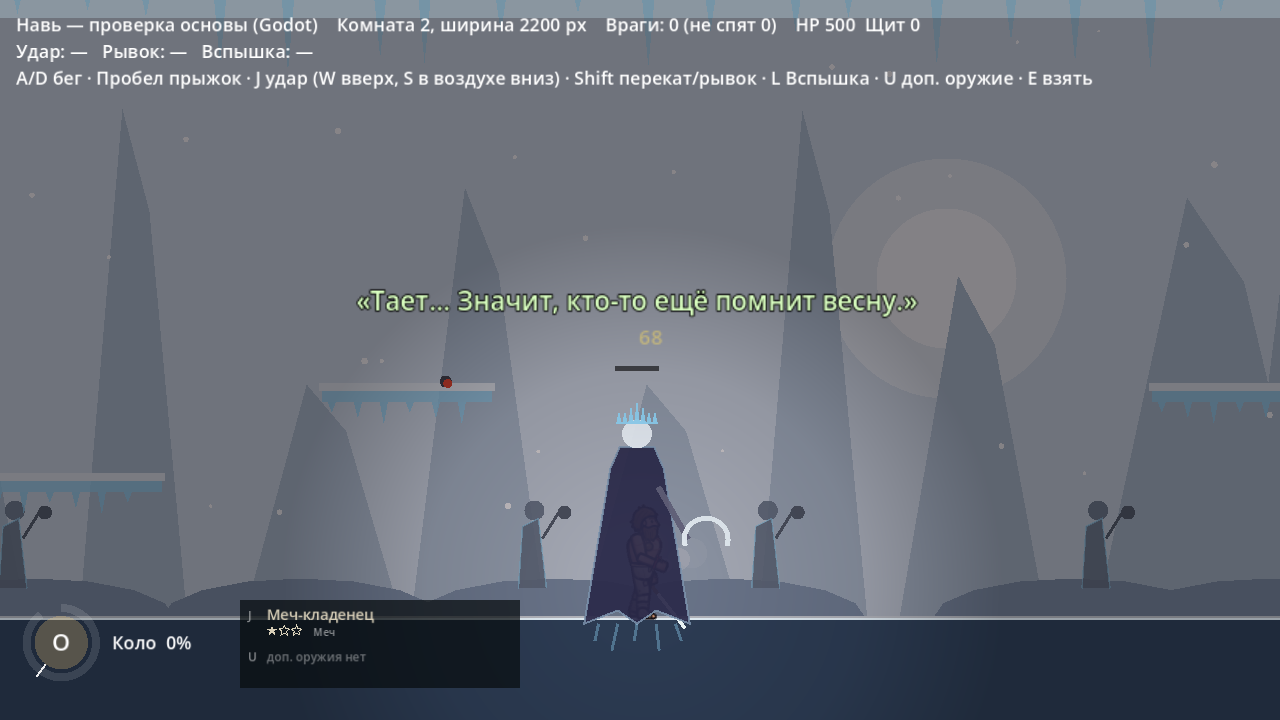 Навь — проверка основы (Godot) Комната 2, ширина 2200 px Враги: 0 (не спят 0) HP 500 Щит 0
Удар: — Рывок: — Вспышка: —
A/D бег · Пробел прыжок · J удар (W вверх, S в воздухе вниз) · Shift перекат/рывок · L Вспышка · U доп. оружие · E взять
«Тает... Значит, кто-то ещё помнит весну.»
68
J Меч-кладенец
★☆☆ Меч
О Коло 0%
U доп. оружия нет